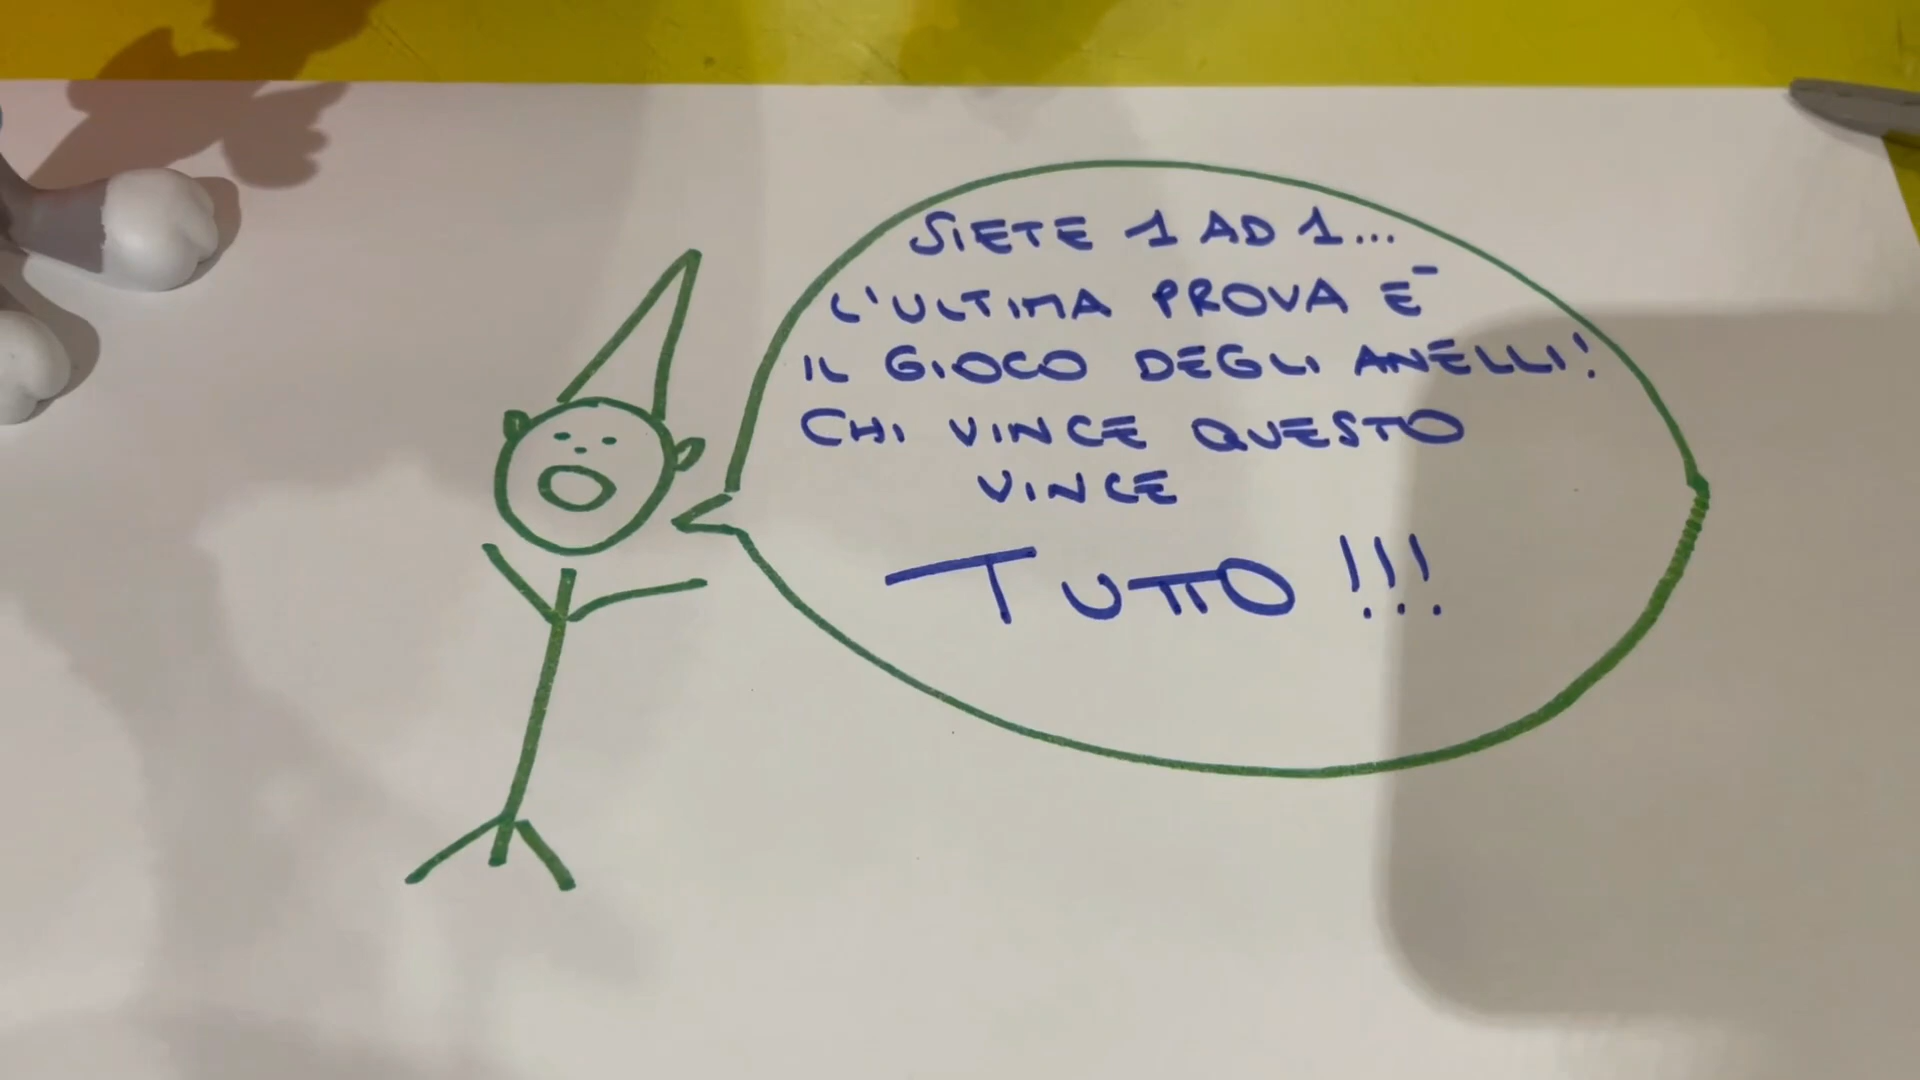 SIETE 1 AD 1...
L'ULTIMA PROVA È
IL GIOCO DEGLI ANELLI!
CHI VINCE QUESTO
VINCE
TUTTO!!!